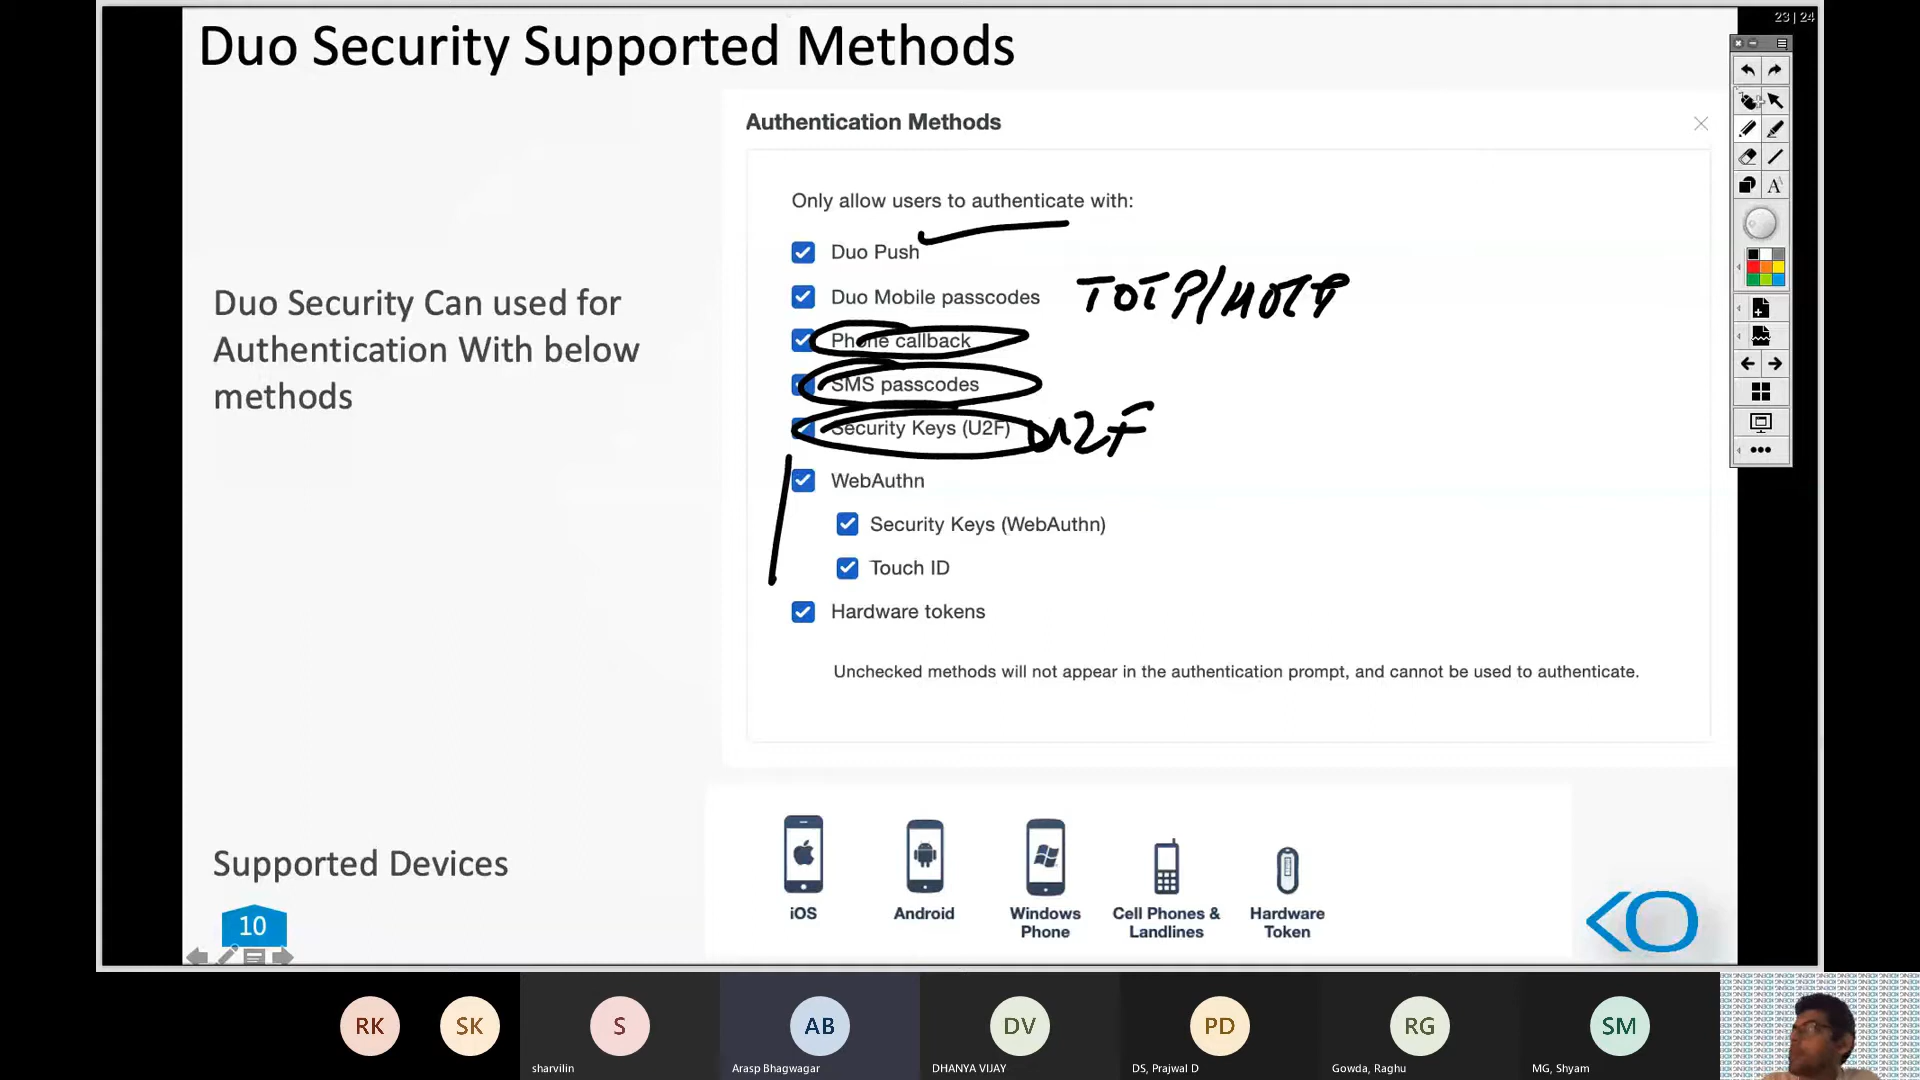 Duo Security Supported Methods
23 | 24
Authentication Methods
Only allow users to authenticate with:
Duo Push
Duo Mobile passcodes
TOTP/HOTP
Phone callback
SMS passcodes
Security Keys (U2F)
U2F
WebAuthn
Security Keys (WebAuthn)
Touch ID
Hardware tokens
Unchecked methods will not appear in the authentication prompt, and cannot be used to authenticate.
Duo Security Can used for
Authentication With below
methods
Supported Devices
10
iOS
Android
Windows
Phone
Cell Phones &
Landlines
Hardware
Token
RK
SK
S
sharvilin
AB
Arasp Bhagwagar
DV
DHANYA VIJAY
PD
DS, Prajwal D
RG
Gowda, Raghu
SM
MG, Shyam